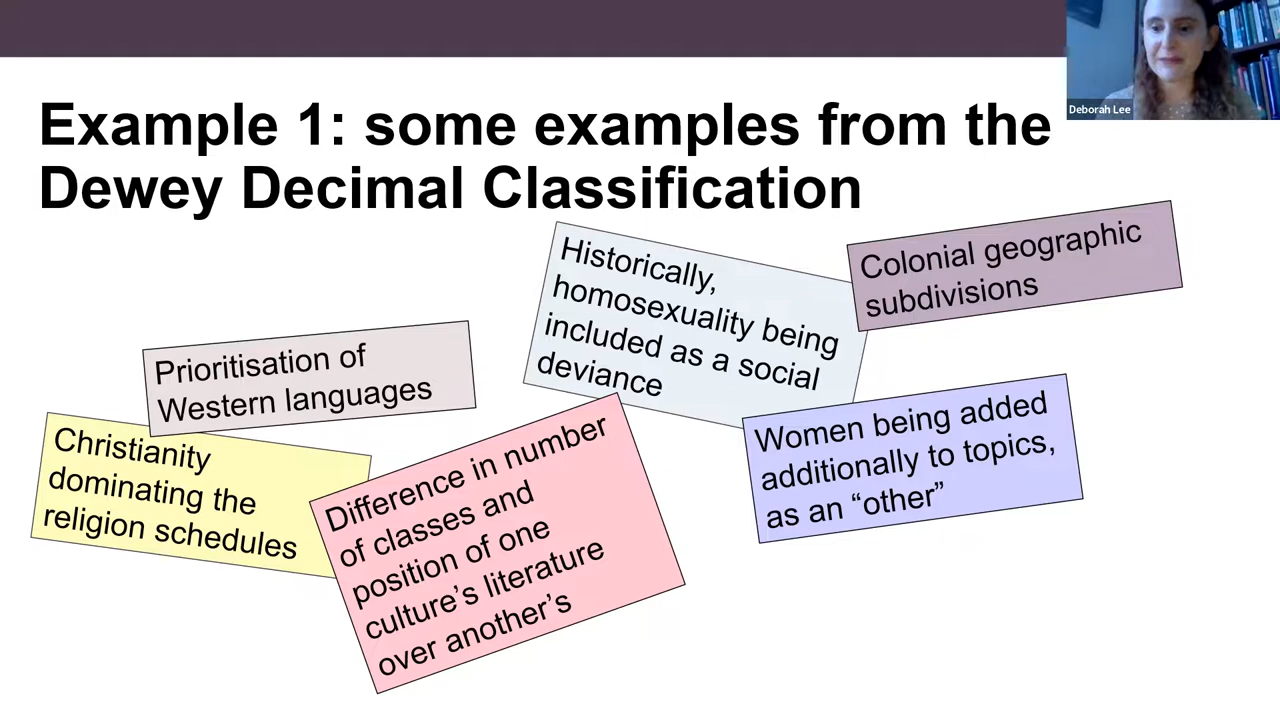 Deborah Lee
Example 1: some examples from the
Dewey Decimal Classification
Historically,
homosexuality being
included as a social
deviance
Colonial geographic
subdivisions
Prioritisation of
Western languages
Christianity
dominating the
religion schedules
Difference in number
of classes and
position of one
culture’s literature
over another’s
Women being added
additionally to topics,
as an “other”